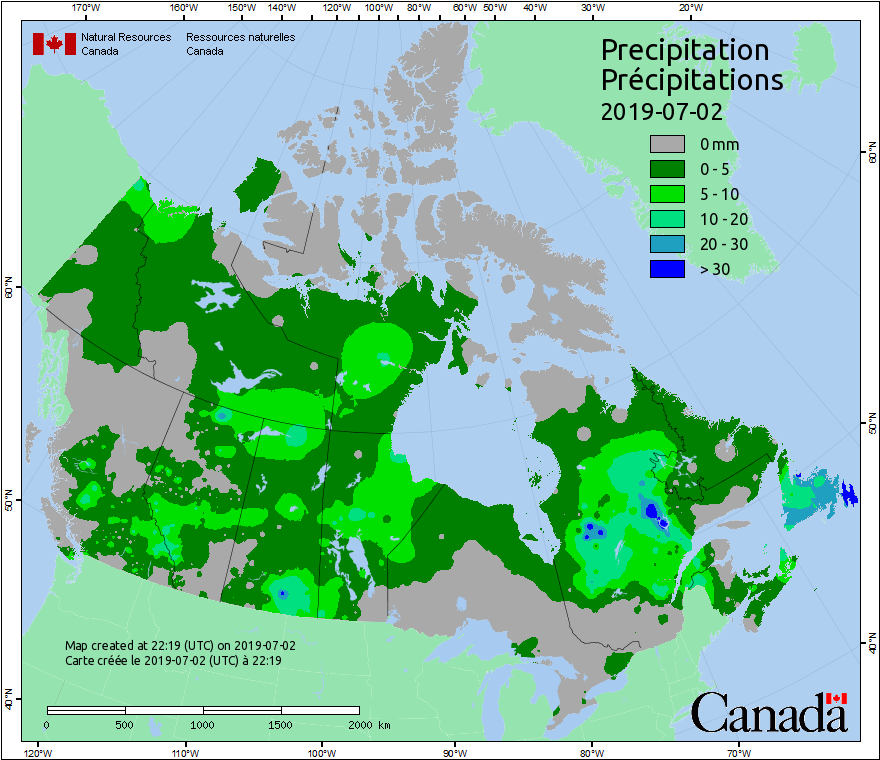 170°W 160°W 150°W 140°W 130°W 120°W 110°W 100°W 90°W 80°W 60°W 50°W 40°W 30°W 20°W
Natural Resources Ressources naturelles
Canada Canada
Precipitation
Précipitations
2019-07-02
0 mm
0 - 5
5 - 10
10 - 20
20 - 30
> 30
60°N
60°N
50°N
50°N
40°N
40°N
Map created at 22:19 (UTC) on 2019-07-02
Carte créée le 2019-07-02 (UTC) à 22:19
0 500 1000 1500 2000 km
Canada
120°W 110°W 100°W 90°W 80°W 70°W